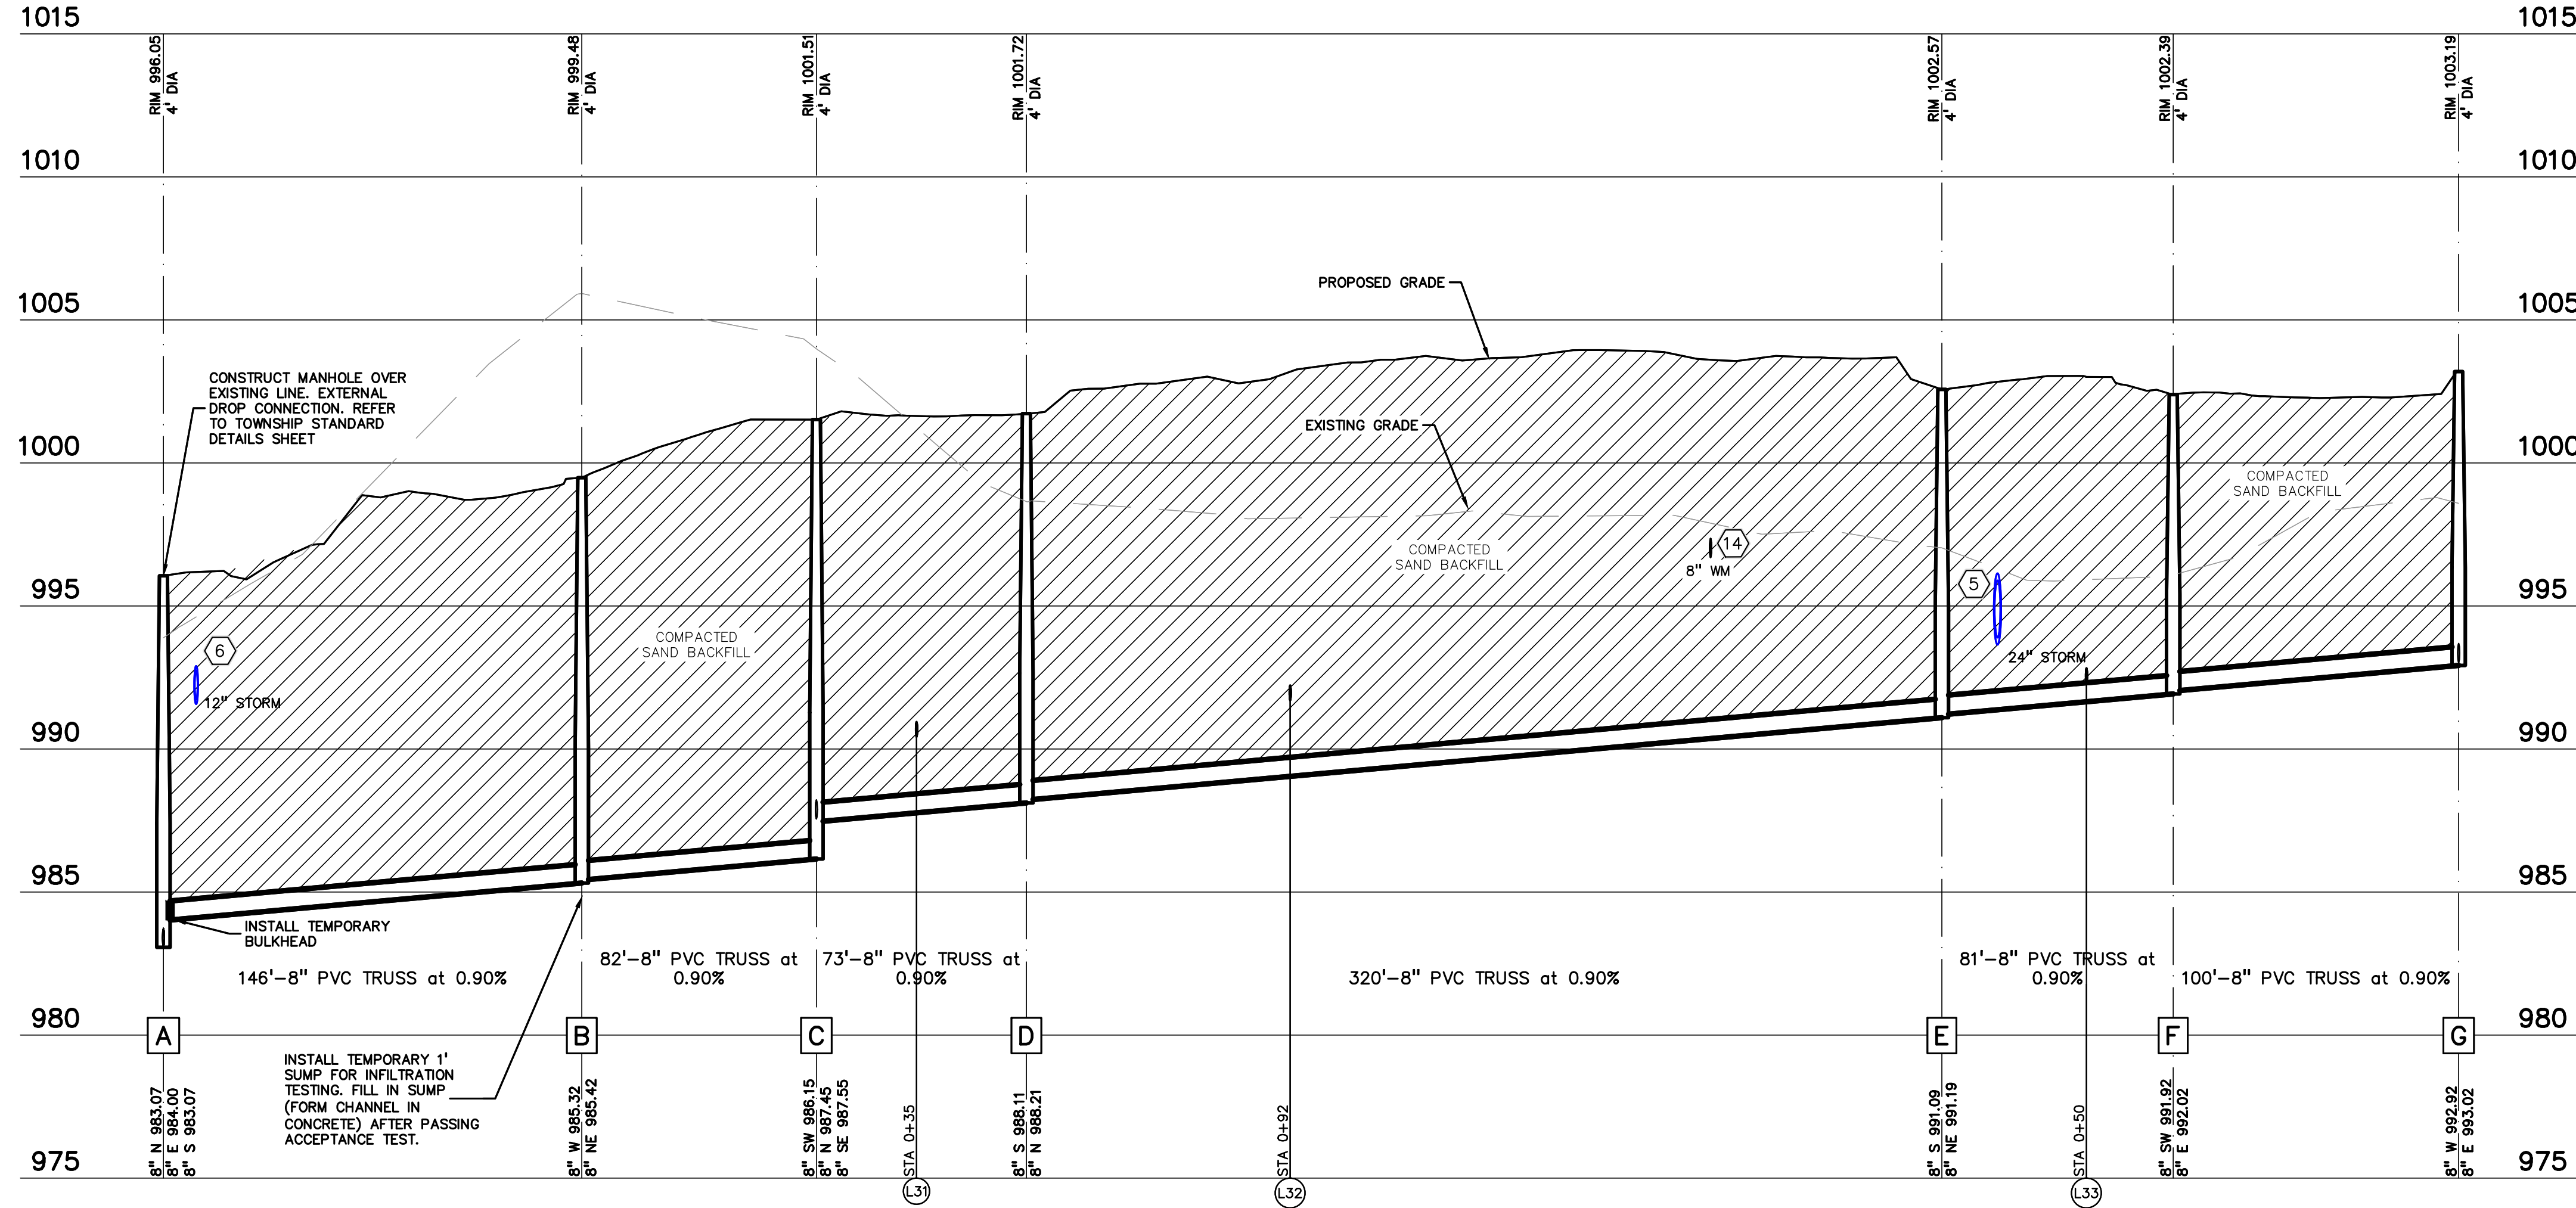 1015
1015
RIM 996.05
4' DIA
RIM 999.48
4' DIA
RIM 1001.51
4' DIA
RIM 1001.72
4' DIA
RIM 1002.57
4' DIA
RIM 1002.39
4' DIA
RIM 1003.19
4' DIA
1010
1010
1005
1005
PROPOSED GRADE
CONSTRUCT MANHOLE OVER
EXISTING LINE. EXTERNAL
DROP CONNECTION. REFER
TO TOWNSHIP STANDARD
DETAILS SHEET
EXISTING GRADE
1000
1000
COMPACTED
SAND BACKFILL
COMPACTED
SAND BACKFILL
14
8" WM
5
995
995
COMPACTED
SAND BACKFILL
6
12" STORM
24" STORM
990
990
985
985
INSTALL TEMPORARY
BULKHEAD
146'-8" PVC TRUSS at 0.90%
82'-8" PVC TRUSS at
0.90%
73'-8" PVC TRUSS at
0.90%
320'-8" PVC TRUSS at 0.90%
81'-8" PVC TRUSS at
0.90%
100'-8" PVC TRUSS at 0.90%
980
980
A
B
C
D
E
F
G
INSTALL TEMPORARY 1'
SUMP FOR INFILTRATION
TESTING. FILL IN SUMP
(FORM CHANNEL IN
CONCRETE) AFTER PASSING
ACCEPTANCE TEST.
8" N 983.07
8" E 984.00
8" S 983.07
8" W 985.32
8" NE 985.42
8" SW 986.15
8" N 987.45
8" SE 987.55
STA 0+35
8" S 988.11
8" N 988.21
STA 0+92
8" S 991.09
8" NE 991.19
STA 0+50
8" SW 991.92
8" E 992.02
8" W 992.92
8" E 993.02
975
975
L31
L32
L33